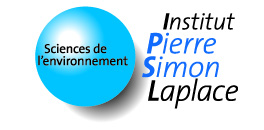 Sciences de
l'environnement
Institut
Pierre
Simon
Laplace